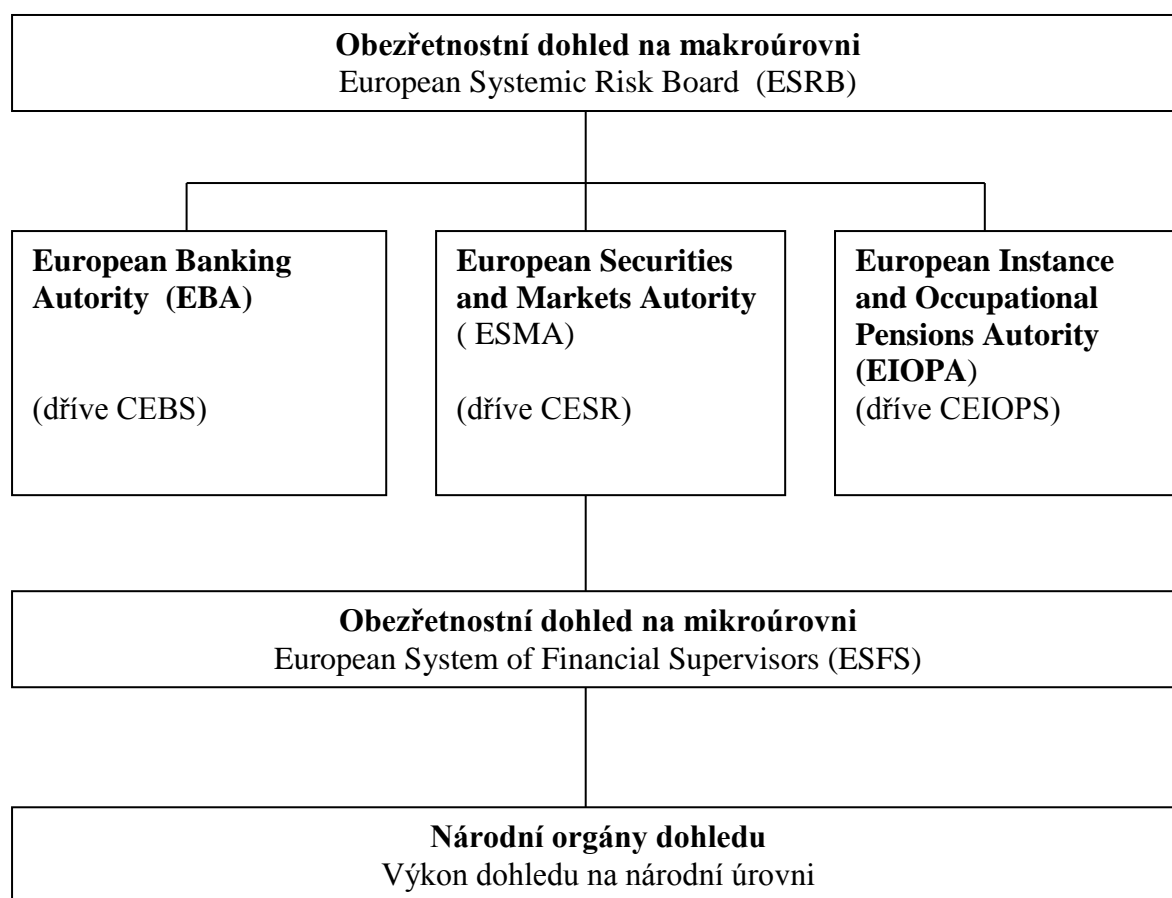 Obezřetnostní dohled na makroúrovni
European Systemic Risk Board  (ESRB)
European Banking
Autority  (EBA)
(dříve CEBS)
European Securities
and Markets Autority
( ESMA)
(dříve CESR)
European Instance
and Occupational
Pensions Autority
(EIOPA)
(dříve CEIOPS)
Obezřetnostní dohled na mikroúrovni
European System of Financial Supervisors (ESFS)
Národní orgány dohledu
Výkon dohledu na národní úrovni